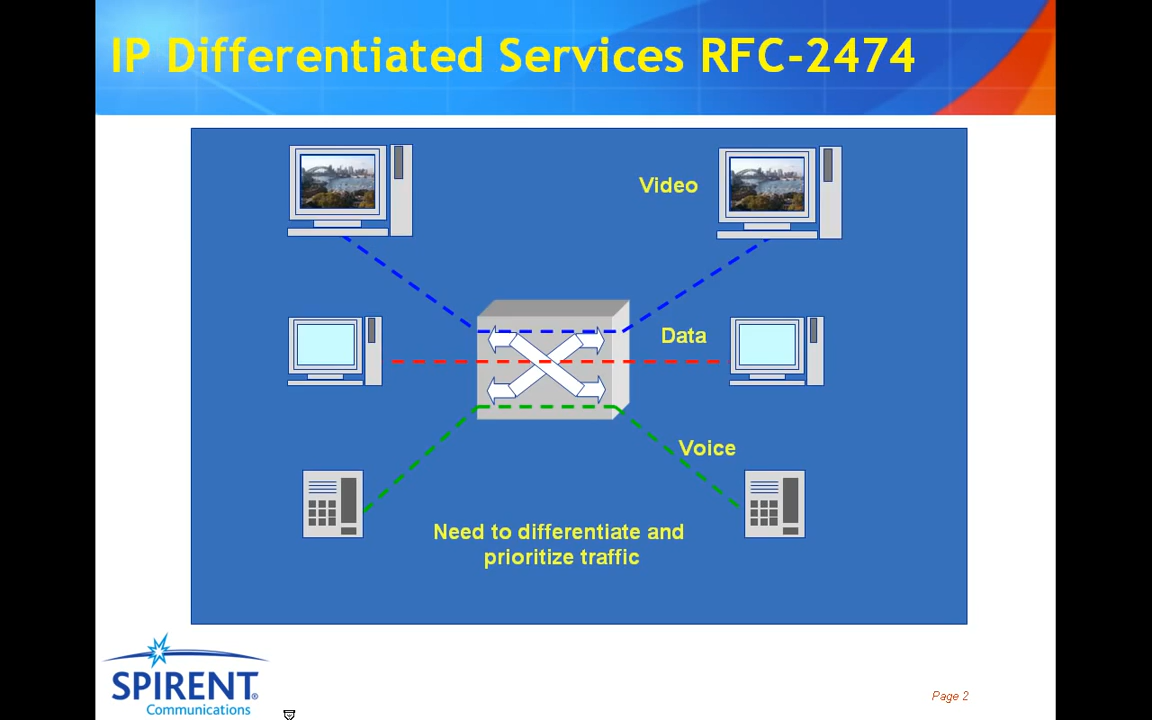 IP Differentiated Services RFC-2474
Video
Data
Voice
Need to differentiate and
prioritize traffic
SPIRENT®
Communications
Page 2